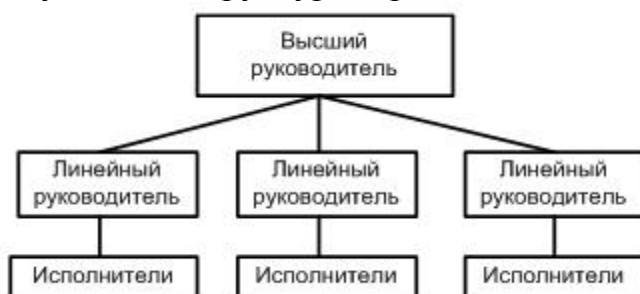 Высший
руководитель
Линейный
руководитель
Линейный
руководитель
Линейный
руководитель
Исполнители
Исполнители
Исполнители